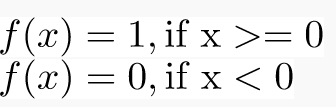 f(x) = 1, if x >= 0
f(x) = 0, if x < 0